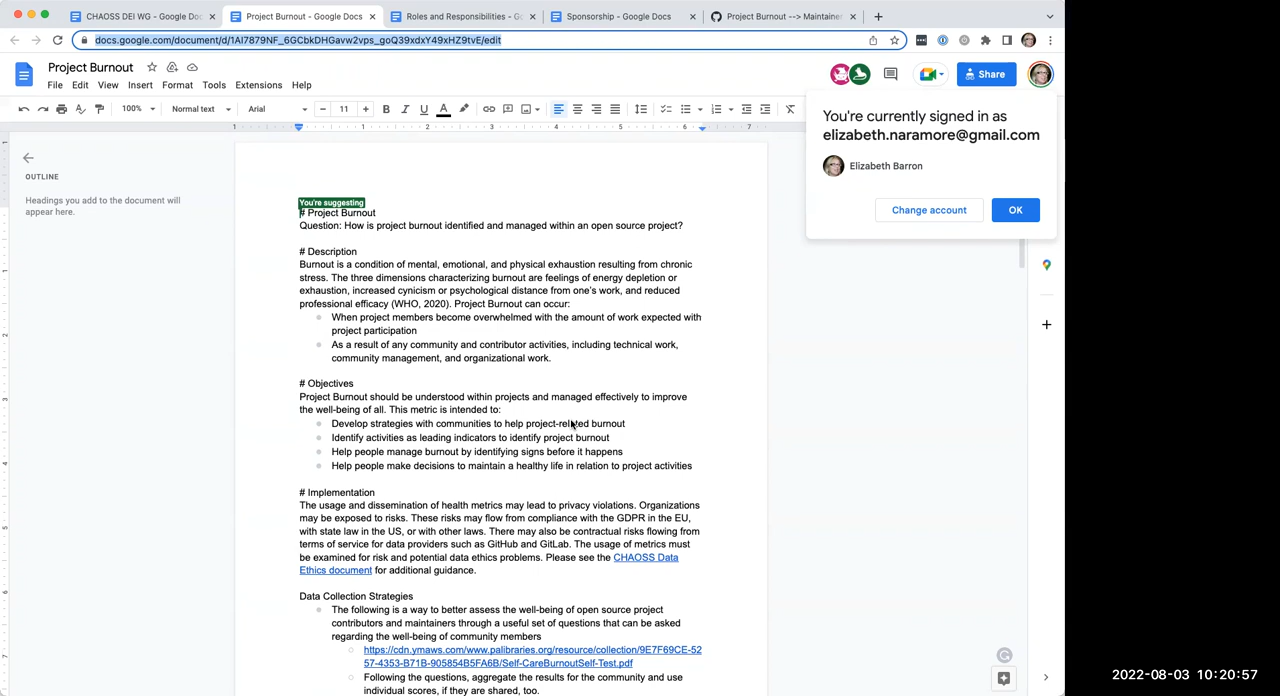 CHAOSS DEI WG - Google Doc
Project Burnout - Google Docs
Roles and Responsibilities - G
Sponsorship - Google Docs
Project Burnout --> Maintainer
docs.google.com/document/d/1AI7879NF_6GCbkDHGavw2vps_goQ39xdxY49xHZ9tvE/edit
Project Burnout
File Edit View Insert Format Tools Extensions Help
Share
100% Normal text Arial 11
You're currently signed in as
elizabeth.naramore@gmail.com
Elizabeth Barron
Change account OK
OUTLINE
Headings you add to the document will
appear here.
You're suggesting
# Project Burnout
Question: How is project burnout identified and managed within an open source project?
# Description
Burnout is a condition of mental, emotional, and physical exhaustion resulting from chronic
stress. The three dimensions characterizing burnout are feelings of energy depletion or
exhaustion, increased cynicism or psychological distance from one's work, and reduced
professional efficacy (WHO, 2020). Project Burnout can occur:
When project members become overwhelmed with the amount of work expected with
project participation
As a result of any community and contributor activities, including technical work,
community management, and organizational work.
# Objectives
Project Burnout should be understood within projects and managed effectively to improve
the well-being of all. This metric is intended to:
Develop strategies with communities to help project-related burnout
Identify activities as leading indicators to identify project burnout
Help people manage burnout by identifying signs before it happens
Help people make decisions to maintain a healthy life in relation to project activities
# Implementation
The usage and dissemination of health metrics may lead to privacy violations. Organizations
may be exposed to risks. These risks may flow from compliance with the GDPR in the EU,
with state law in the US, or with other laws. There may also be contractual risks flowing from
terms of service for data providers such as GitHub and GitLab. The usage of metrics must
be examined for risk and potential data ethics problems. Please see the CHAOSS Data
Ethics document for additional guidance.
Data Collection Strategies
The following is a way to better assess the well-being of open source project
contributors and maintainers through a useful set of questions that can be asked
regarding the well-being of community members
https://cdn.ymaws.com/www.palibraries.org/resource/collection/9E7F69CE-52
57-4353-B71B-905854B5FA6B/Self-CareBurnoutSelf-Test.pdf
Following the questions, aggregate the results for the community and use
individual scores, if they are shared, too.
2022-08-03 10:20:57